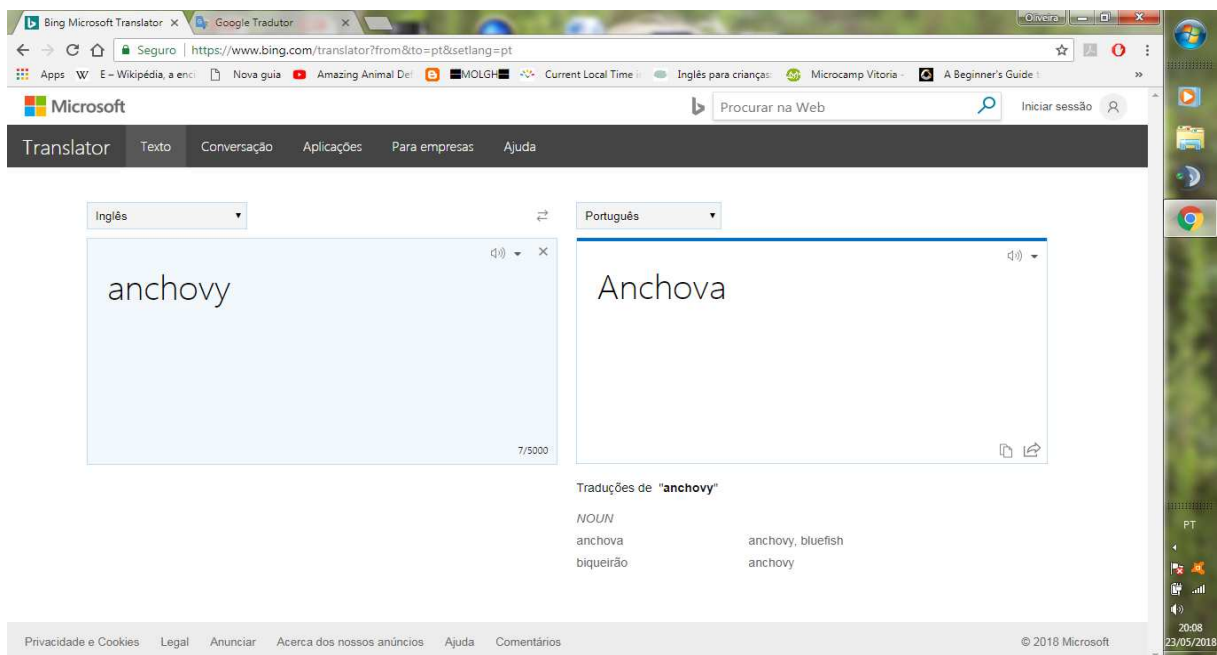 Bing Microsoft Translator
Google Tradutor
Oliveira
Seguro | https://www.bing.com/translator?from&to=pt&setlang=pt
Apps W E – Wikipédia, a enci Nova guia Amazing Animal Def MOLGH Current Local Time i Inglês para crianças: Microcamp Vitoria - A Beginner's Guide t »
Microsoft Procurar na Web Iniciar sessão
Translator Texto Conversação Aplicações Para empresas Ajuda
Inglês Português
anchovy Anchova
7/5000
Traduções de "anchovy"
NOUN
anchova anchovy, bluefish
biqueirão anchovy
Privacidade e Cookies Legal Anunciar Acerca dos nossos anúncios Ajuda Comentários © 2018 Microsoft
PT
20:08
23/05/2018